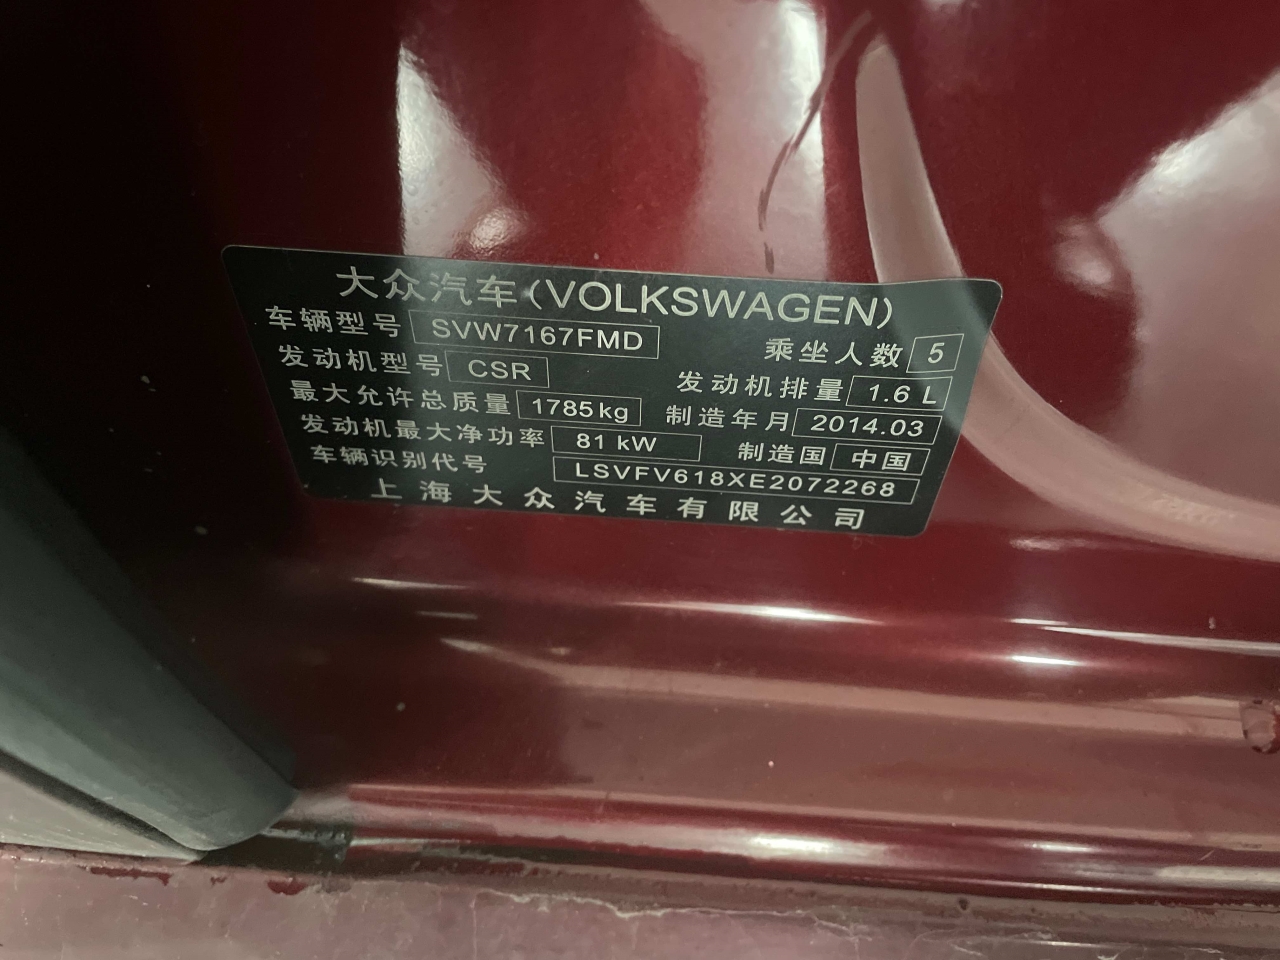 大众汽车(VOLKSWAGEN)
车辆型号 SVW7167FMD 乘坐人数 5
发动机型号 CSR 发动机排量 1.6 L
最大允许总质量 1785kg 制造年月 2014.03
发动机最大净功率 81 kW 制造国 中国
车辆识别代号 LSVFV618XE2072268
上海大众汽车有限公司